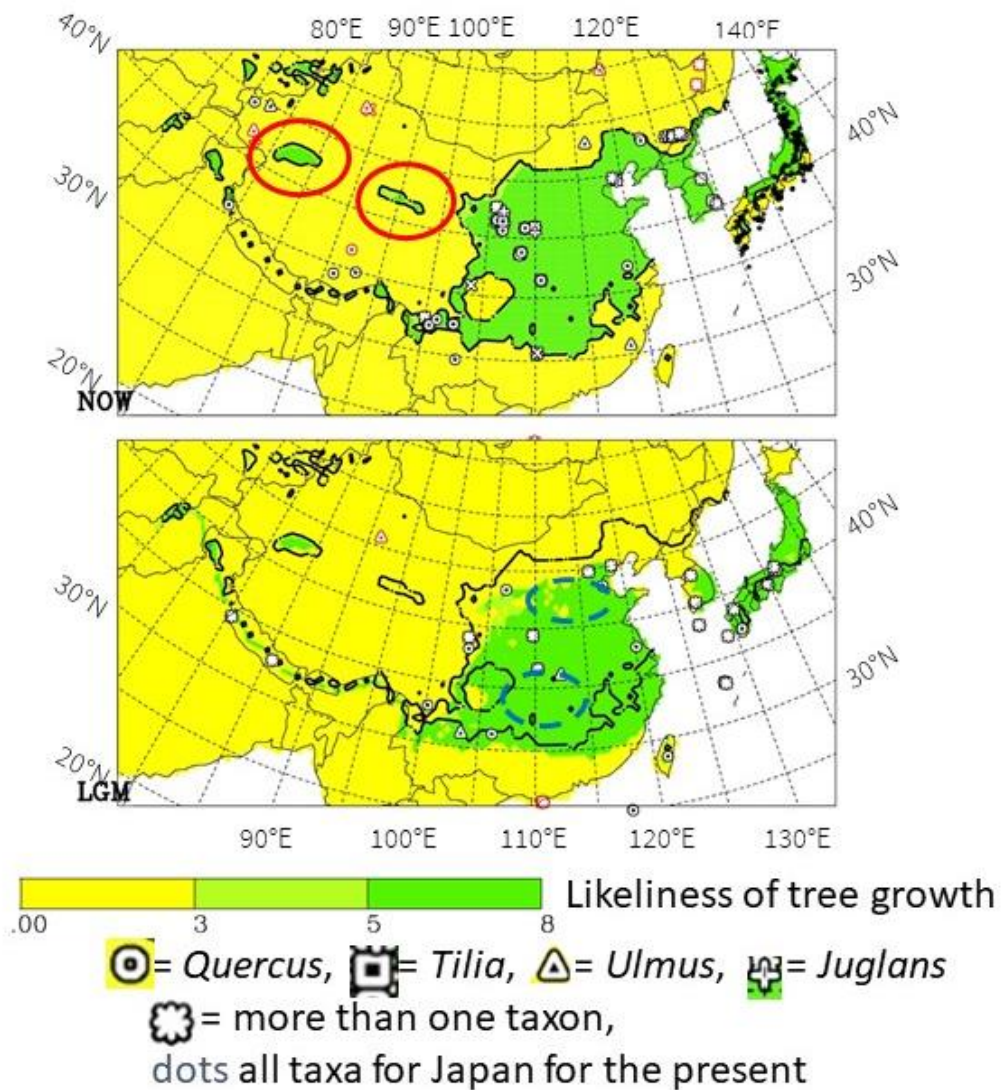 80°E 90°E 100°E 120°E 140°E
40°N
30°N
20°N
40°N
30°N
NOW
30°N
20°N
40°N
30°N
LGM
90°E 100°E 110°E 120°E 130°E
.00 3 5 8 Likeliness of tree growth
= Quercus, = Tilia, = Ulmus, = Juglans
= more than one taxon,
dots all taxa for Japan for the present